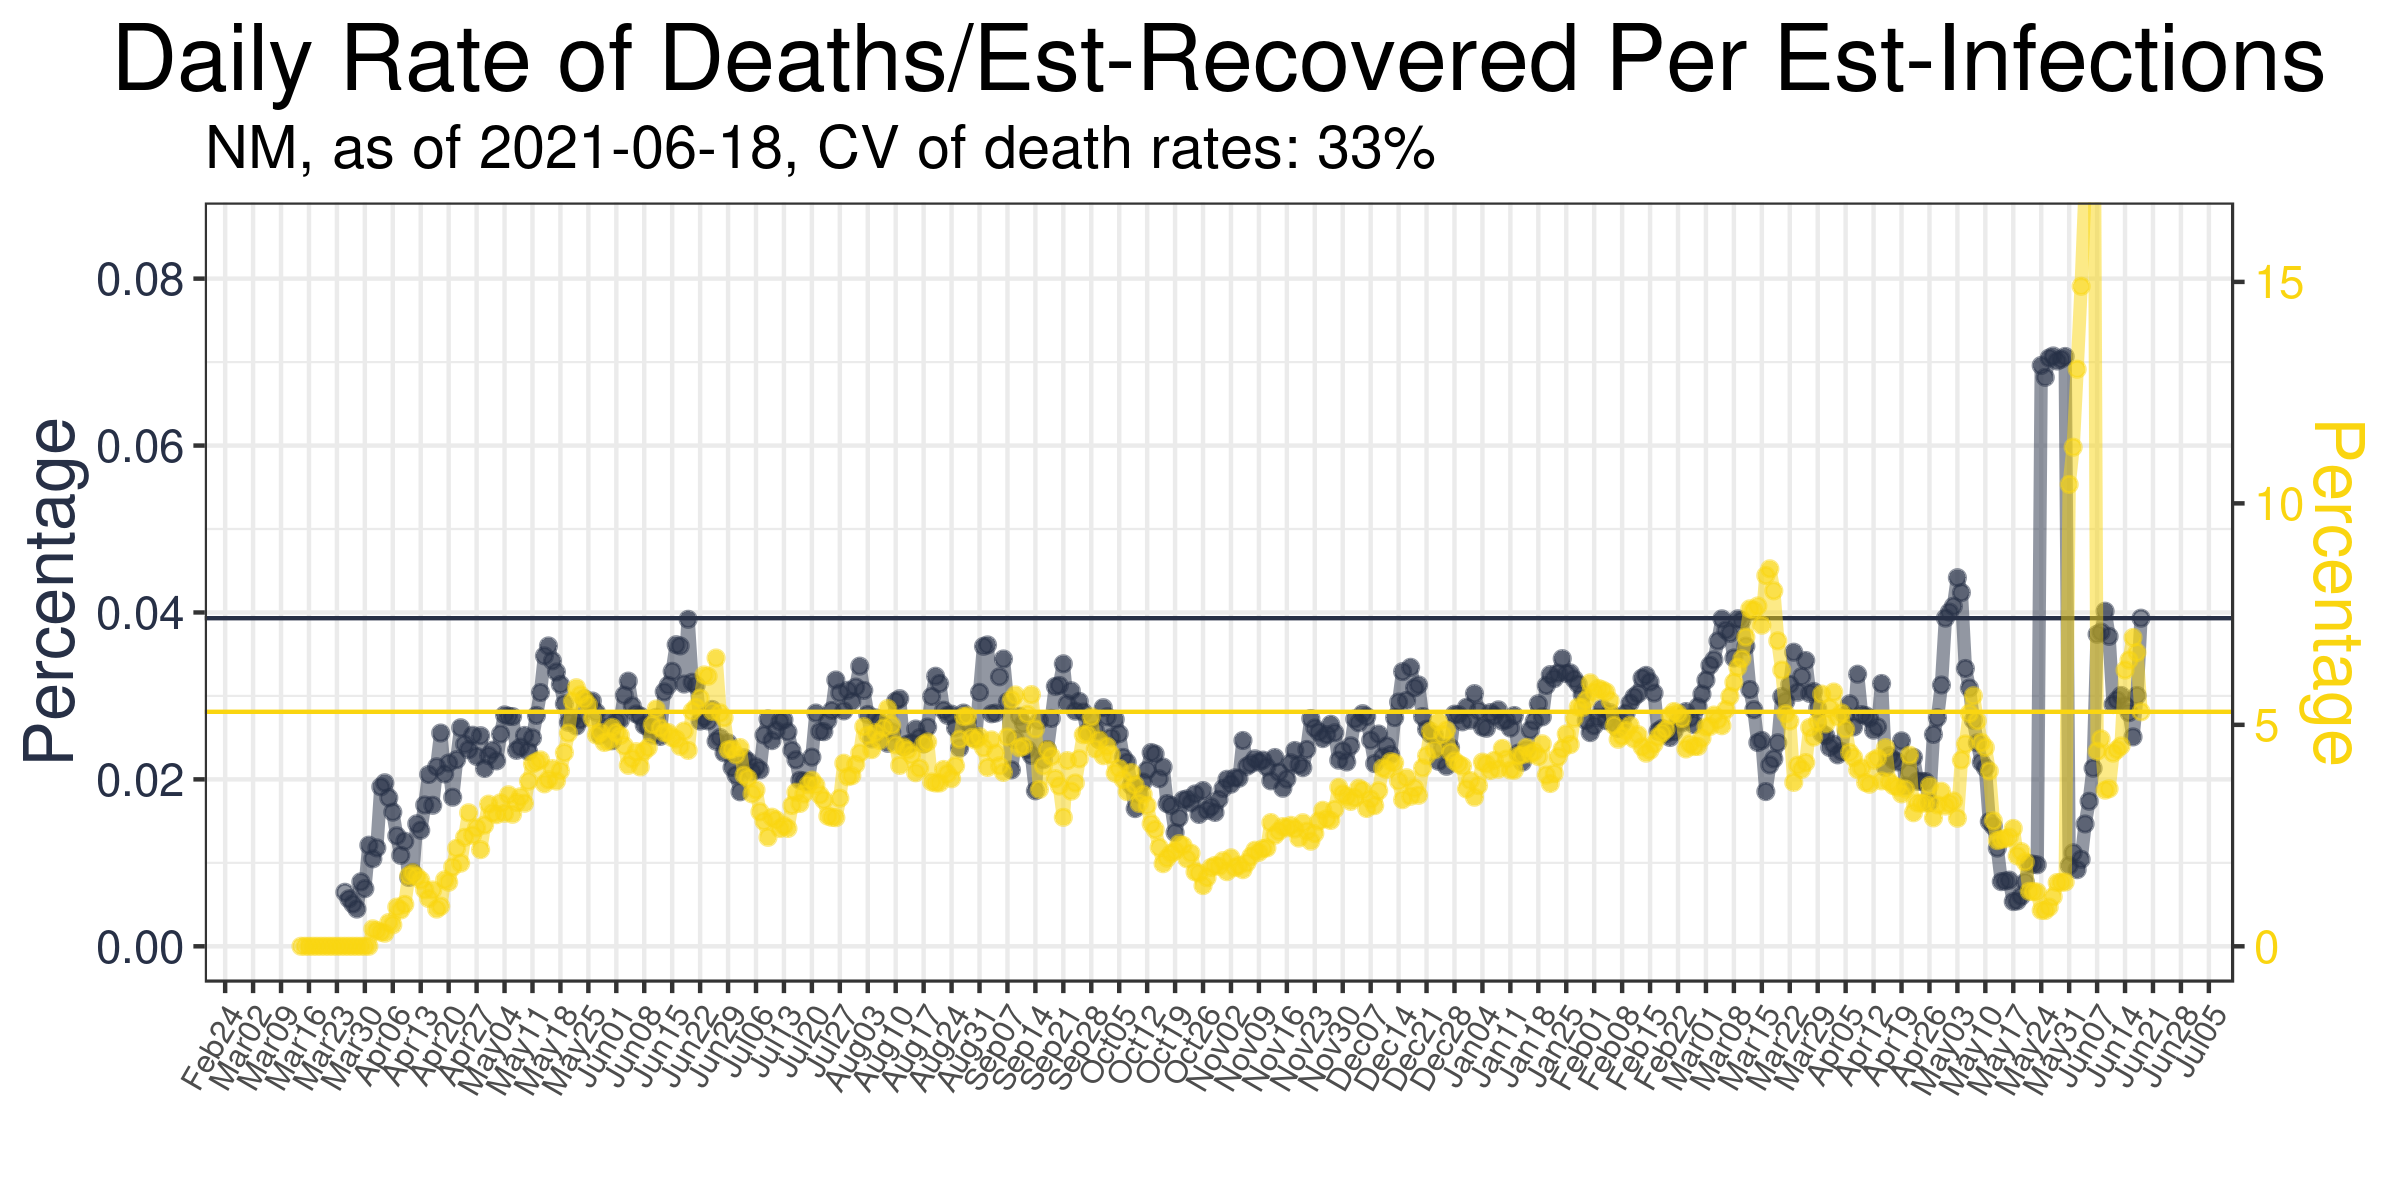 Daily Rate of Deaths/Est-Recovered Per Est-Infections
NM, as of 2021-06-18, CV of death rates: 33%
Percentage
0.08
0.06
0.04
0.02
0.00
15
10
5
0
Percentage
Feb24
Mar02
Mar09
Mar16
Mar23
Mar30
Apr06
Apr13
Apr20
Apr27
May04
May11
May18
May25
Jun01
Jun08
Jun15
Jun22
Jun29
Jul06
Jul13
Jul20
Jul27
Aug03
Aug10
Aug17
Aug24
Aug31
Sep07
Sep14
Sep21
Sep28
Oct05
Oct12
Oct19
Oct26
Nov02
Nov09
Nov16
Nov23
Nov30
Dec07
Dec14
Dec21
Dec28
Jan04
Jan11
Jan18
Jan25
Feb01
Feb08
Feb15
Feb22
Mar01
Mar08
Mar15
Mar22
Mar29
Apr05
Apr12
Apr19
Apr26
May03
May10
May17
May24
May31
Jun07
Jun14
Jun21
Jun28
Jul05